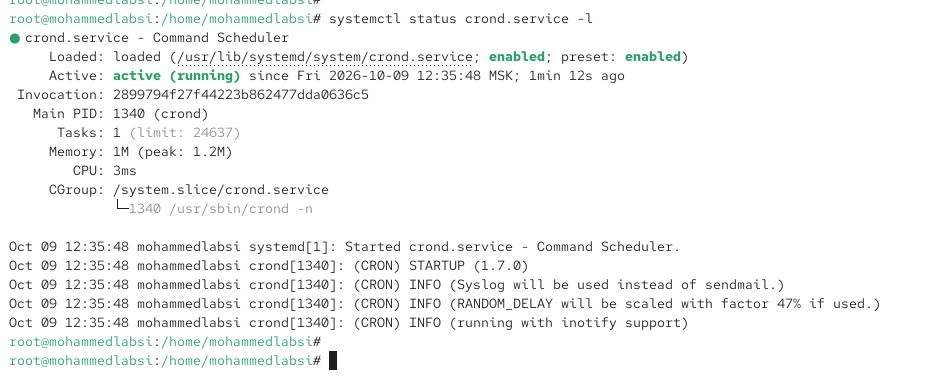 root@mohammedlabsi:/home/mohammedlabsi#
root@mohammedlabsi:/home/mohammedlabsi# systemctl status crond.service -l
● crond.service - Command Scheduler
     Loaded: loaded (/usr/lib/systemd/system/crond.service; enabled; preset: enabled)
     Active: active (running) since Fri 2026-10-09 12:35:48 MSK; 1min 12s ago
 Invocation: 2899794f27f44223b862477dda0636c5
   Main PID: 1340 (crond)
      Tasks: 1 (limit: 24637)
     Memory: 1M (peak: 1.2M)
        CPU: 3ms
     CGroup: /system.slice/crond.service
             └─1340 /usr/sbin/crond -n
Oct 09 12:35:48 mohammedlabsi systemd[1]: Started crond.service - Command Scheduler.
Oct 09 12:35:48 mohammedlabsi crond[1340]: (CRON) STARTUP (1.7.0)
Oct 09 12:35:48 mohammedlabsi crond[1340]: (CRON) INFO (Syslog will be used instead of sendmail.)
Oct 09 12:35:48 mohammedlabsi crond[1340]: (CRON) INFO (RANDOM_DELAY will be scaled with factor 47% if used.)
Oct 09 12:35:48 mohammedlabsi crond[1340]: (CRON) INFO (running with inotify support)
root@mohammedlabsi:/home/mohammedlabsi#
root@mohammedlabsi:/home/mohammedlabsi#